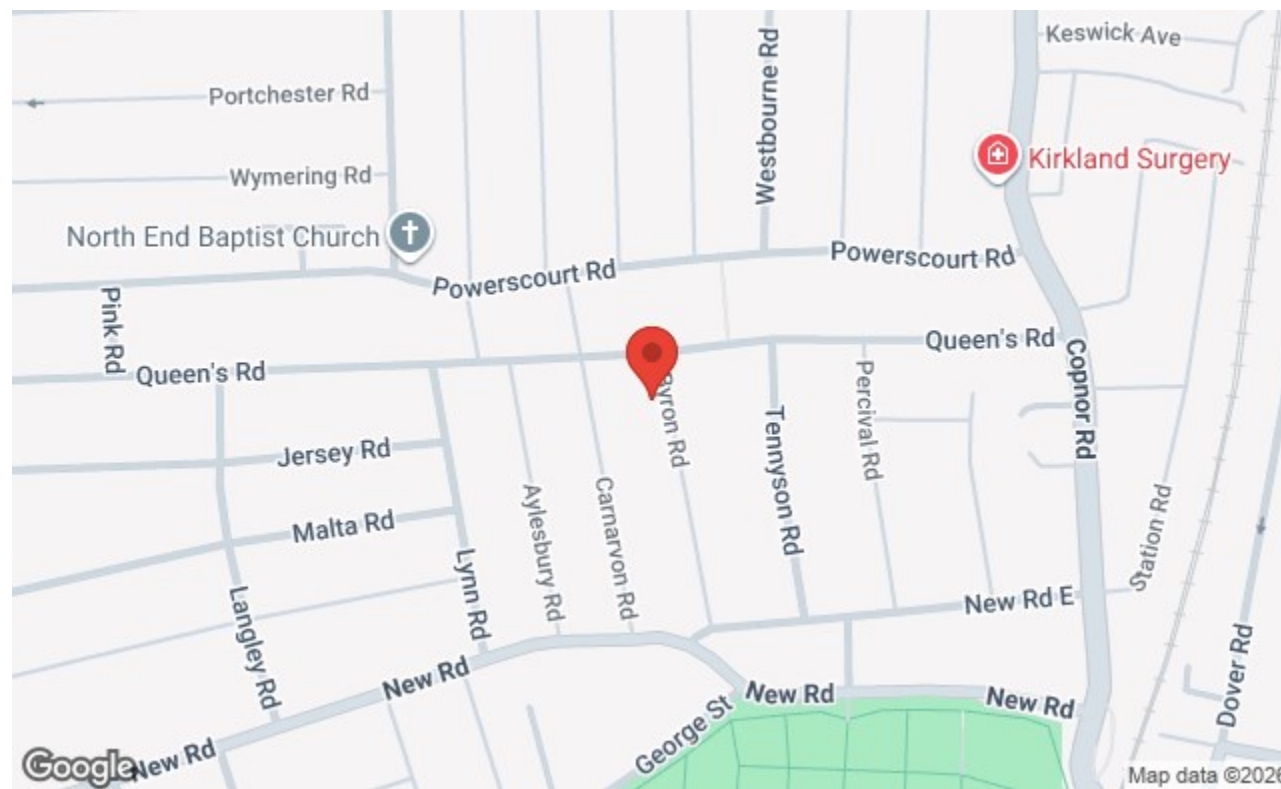 Keswick Ave
Westbourne Rd
Portchester Rd
Kirkland Surgery
Wymering Rd
North End Baptist Church
Powerscourt Rd
Powerscourt Rd
Pink Rd
Queen's Rd
Queen's Rd
Copnor Rd
Byron Rd
Percival Rd
Tennyson Rd
Jersey Rd
Aylesbury Rd
Carnarvon Rd
Malta Rd
Station Rd
Lynn Rd
Langley Rd
New Rd E
Dover Rd
New Rd
New Rd
New Rd
George St
New Rd
Google
Map data ©2026